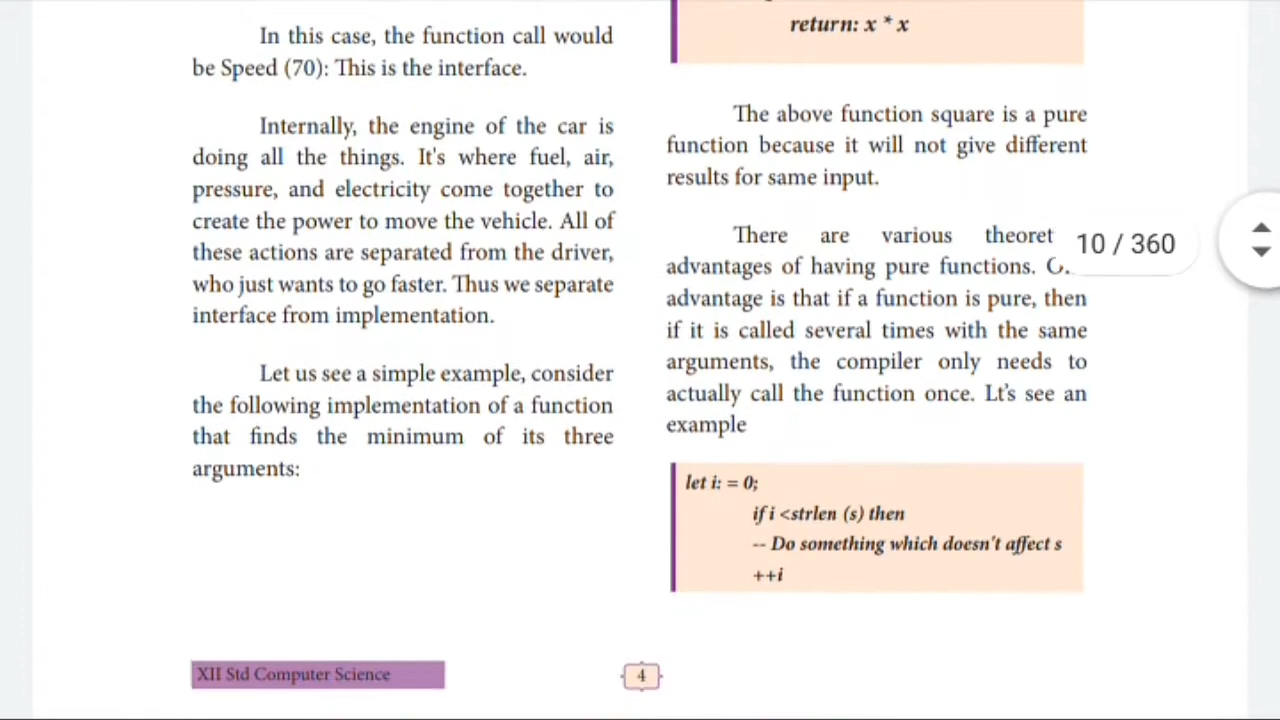 In this case, the function call would
be Speed (70): This is the interface.
Internally, the engine of the car is
doing all the things. It's where fuel, air,
pressure, and electricity come together to
create the power to move the vehicle. All of
these actions are separated from the driver,
who just wants to go faster. Thus we separate
interface from implementation.
Let us see a simple example, consider
the following implementation of a function
that finds the minimum of its three
arguments:
return: x * x
The above function square is a pure
function because it will not give different
results for same input.
There are various theoret
advantages of having pure functions.
advantage is that if a function is pure, then
if it is called several times with the same
arguments, the compiler only needs to
actually call the function once. Lt's see an
example
let i: = 0;
if i <strlen (s) then
-- Do something which doesn't affect s
++i
10 / 360
XII Std Computer Science
4